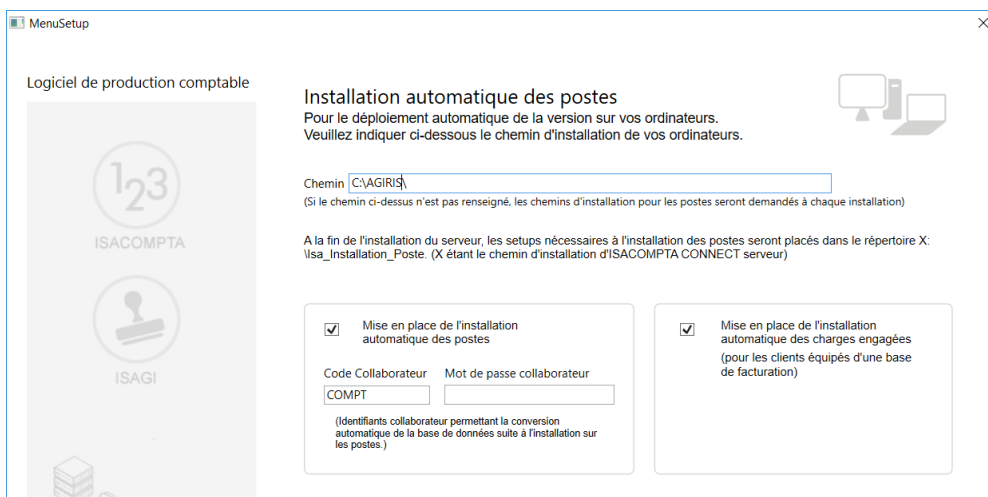 MenuSetup
Logiciel de production comptable
123
ISACOMPTA
ISAGI
Installation automatique des postes
Pour le déploiement automatique de la version sur vos ordinateurs.
Veuillez indiquer ci-dessous le chemin d'installation de vos ordinateurs.
Chemin C:\AGIRIS\
(Si le chemin ci-dessus n'est pas renseigné, les chemins d'installation pour les postes seront demandés à chaque installation)
A la fin de l'installation du serveur, les setups nécessaires à l'installation des postes seront placés dans le répertoire X:
\Isa_Installation_Poste. (X étant le chemin d'installation d'ISACOMPTA CONNECT serveur)
Mise en place de l'installation
automatique des postes
Code Collaborateur Mot de passe collaborateur
COMPT
(Identifiants collaborateur permettant la conversion
automatique de la base de données suite à l'installation sur
les postes.)
Mise en place de l'installation
automatique des charges engagées
(pour les clients équipés d'une base
de facturation)